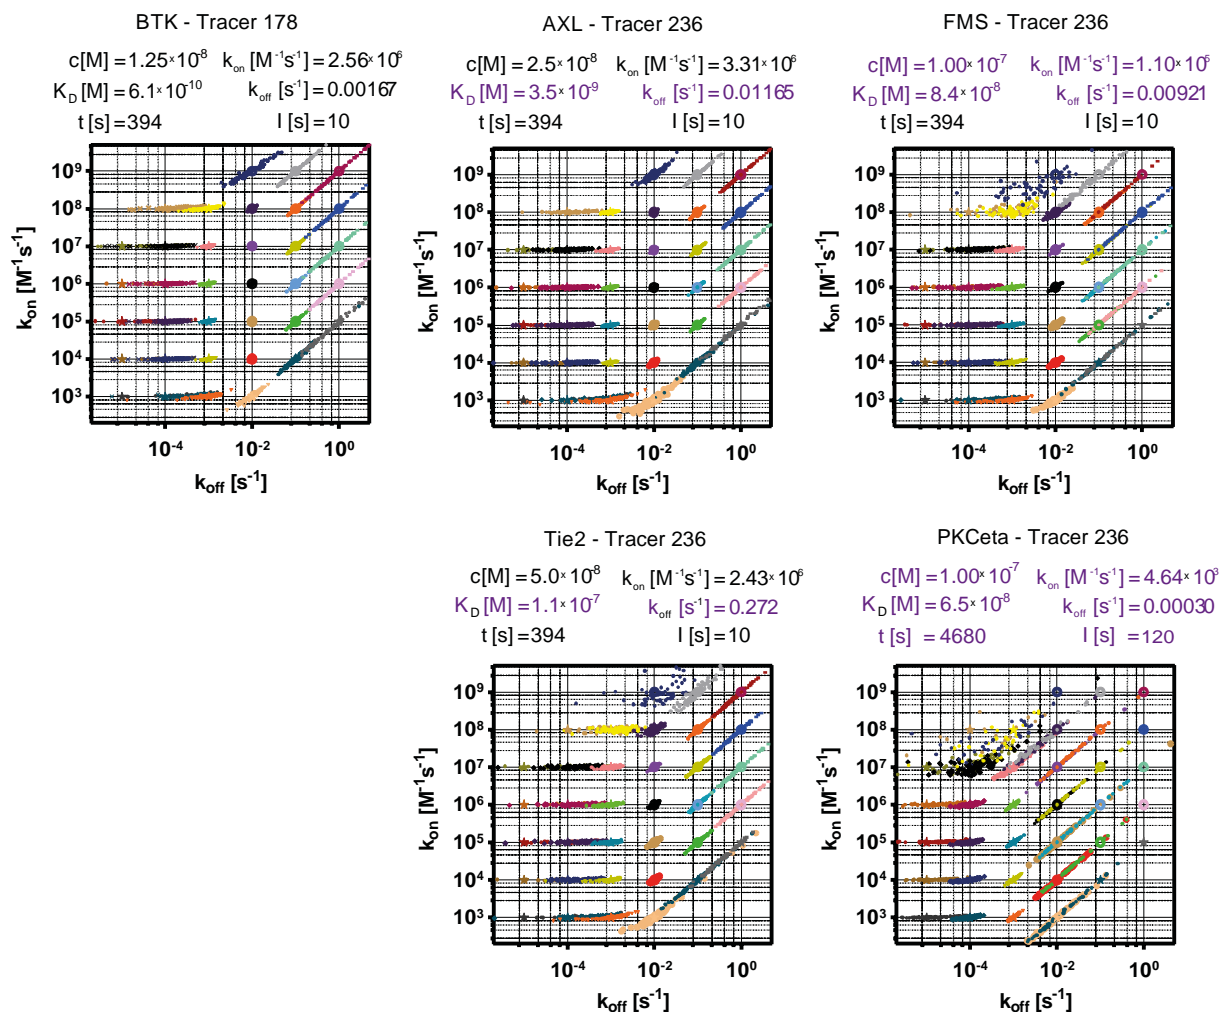 BTK - Tracer 178
c[M] = 1.25 × 10⁻⁸ kₒₙ [M⁻¹s⁻¹] = 2.56 × 10⁶
K_D [M] = 6.1 × 10⁻¹⁰ k_off [s⁻¹] = 0.00167
t [s] = 394 I [s] = 10
10⁹
10⁸
10⁷
10⁶
10⁵
10⁴
10³
k_on [M⁻¹s⁻¹]
10⁻⁴ 10⁻² 10⁰
k_off [s⁻¹]
AXL - Tracer 236
c[M] = 2.5 × 10⁻⁸ k_on [M⁻¹s⁻¹] = 3.31 × 10⁶
K_D [M] = 3.5 × 10⁻⁹ k_off [s⁻¹] = 0.01165
t [s] = 394 I [s] = 10
10⁹
10⁸
10⁷
10⁶
10⁵
10⁴
10³
k_on [M⁻¹s⁻¹]
10⁻⁴ 10⁻² 10⁰
k_off [s⁻¹]
FMS - Tracer 236
c[M] = 1.00 × 10⁻⁷ k_on [M⁻¹s⁻¹] = 1.10 × 10⁵
K_D [M] = 8.4 × 10⁻⁸ k_off [s⁻¹] = 0.00921
t [s] = 394 I [s] = 10
10⁹
10⁸
10⁷
10⁶
10⁵
10⁴
10³
k_on [M⁻¹s⁻¹]
10⁻⁴ 10⁻² 10⁰
k_off [s⁻¹]
Tie2 - Tracer 236
c[M] = 5.0 × 10⁻⁸ k_on [M⁻¹s⁻¹] = 2.43 × 10⁶
K_D [M] = 1.1 × 10⁻⁷ k_off [s⁻¹] = 0.272
t [s] = 394 I [s] = 10
10⁹
10⁸
10⁷
10⁶
10⁵
10⁴
10³
k_on [M⁻¹s⁻¹]
10⁻⁴ 10⁻² 10⁰
k_off [s⁻¹]
PKCeta - Tracer 236
c[M] = 1.00 × 10⁻⁷ k_on [M⁻¹s⁻¹] = 4.64 × 10³
K_D [M] = 6.5 × 10⁻⁸ k_off [s⁻¹] = 0.00030
t [s] = 4680 I [s] = 120
10⁹
10⁸
10⁷
10⁶
10⁵
10⁴
10³
k_on [M⁻¹s⁻¹]
10⁻⁴ 10⁻² 10⁰
k_off [s⁻¹]